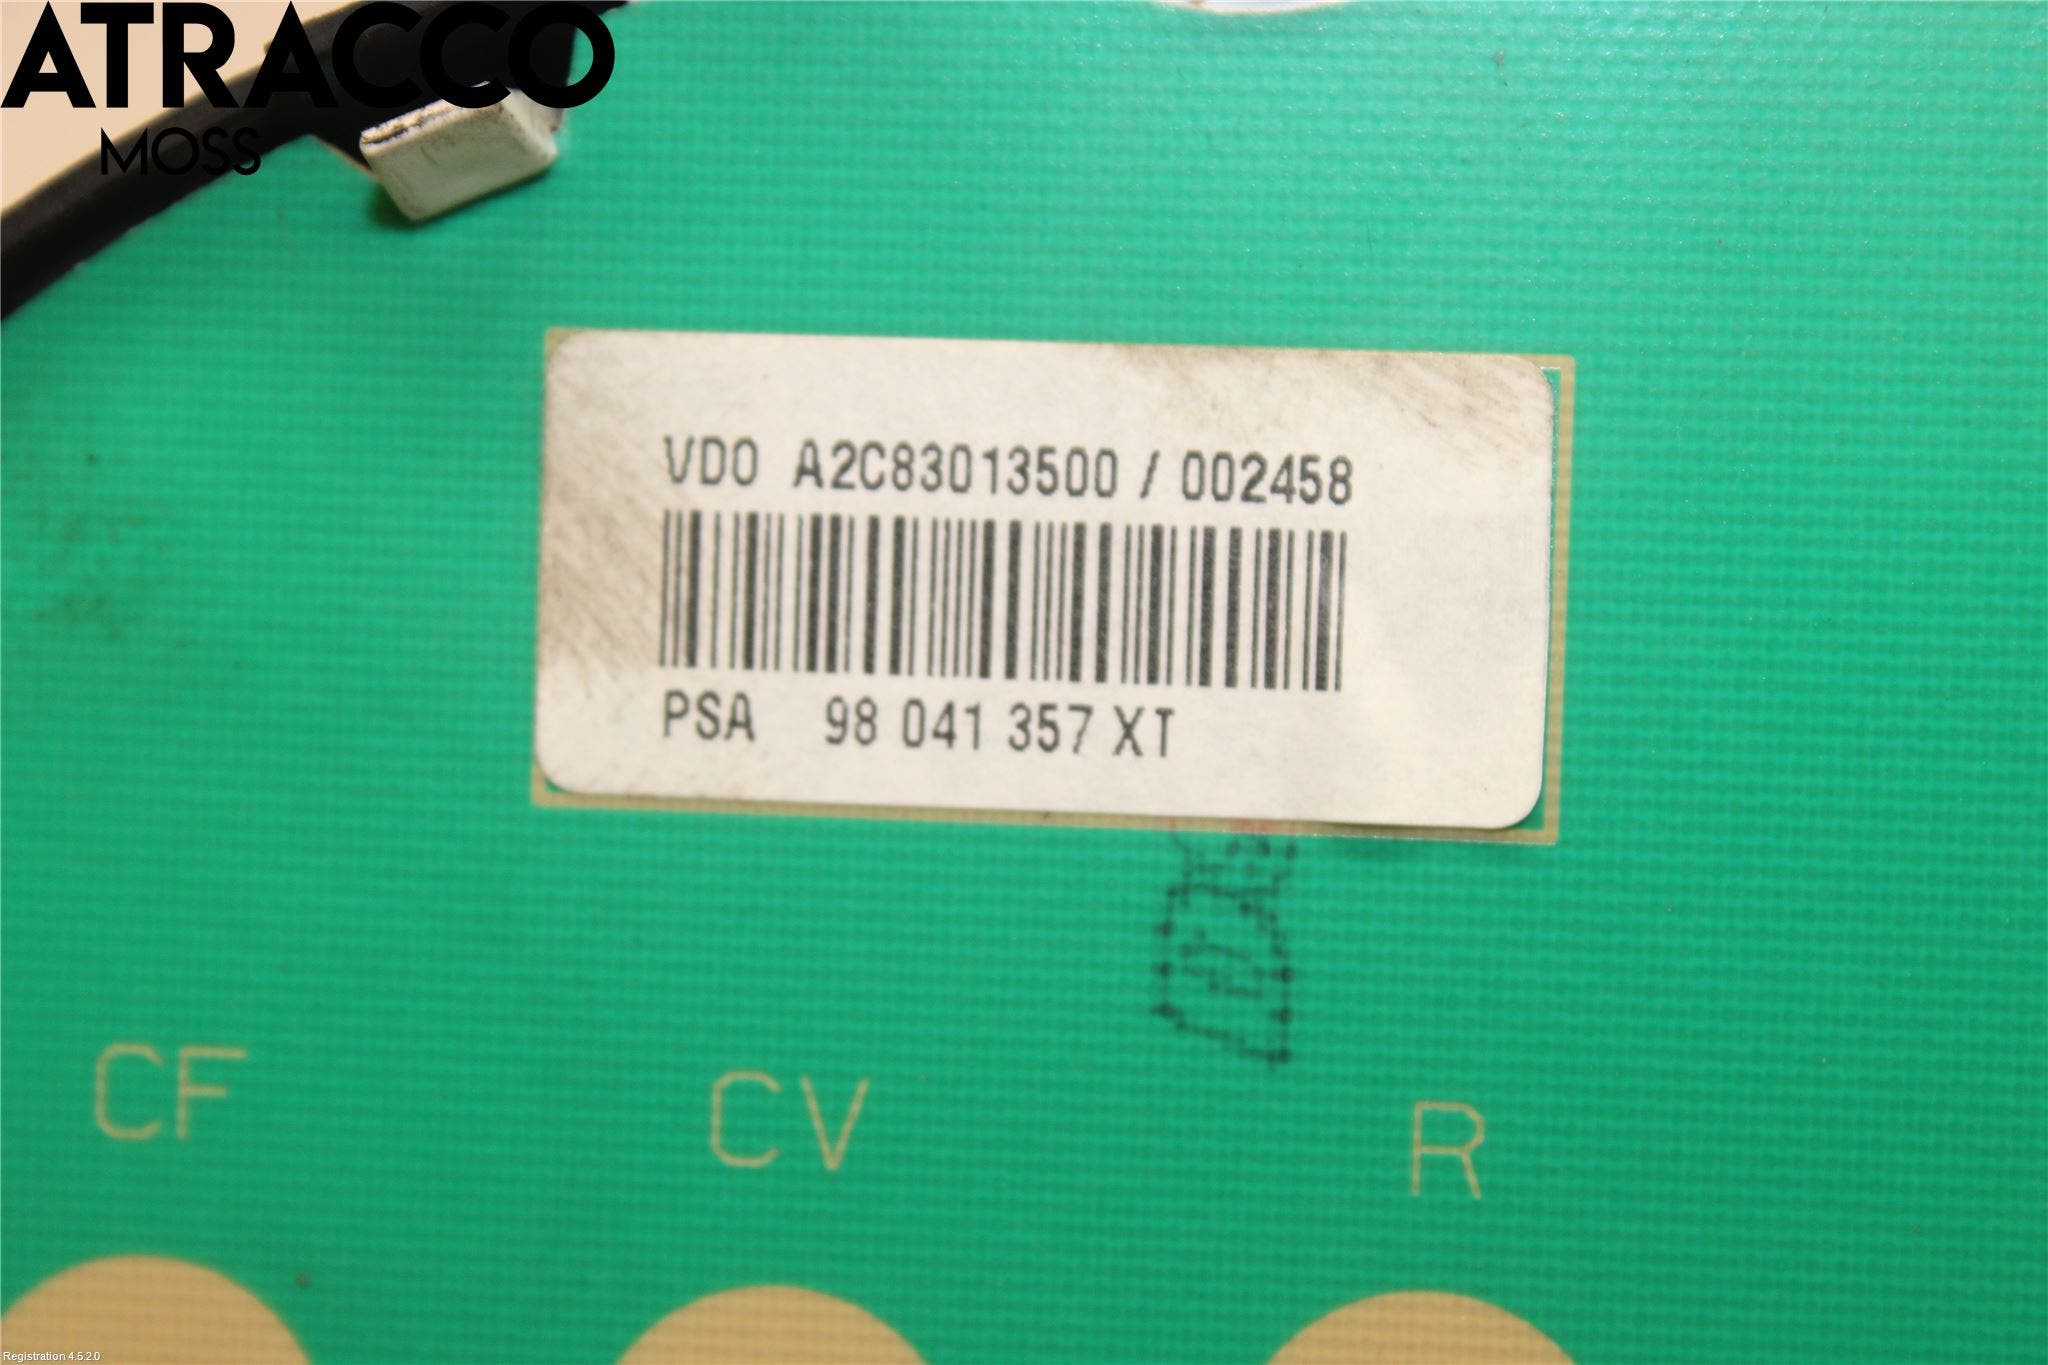 ATRACCO
MOSS
VDO A2C83013500 / 002458
PSA 98 041 357 XT
CF
CV
R
Registration 4.5.2.0